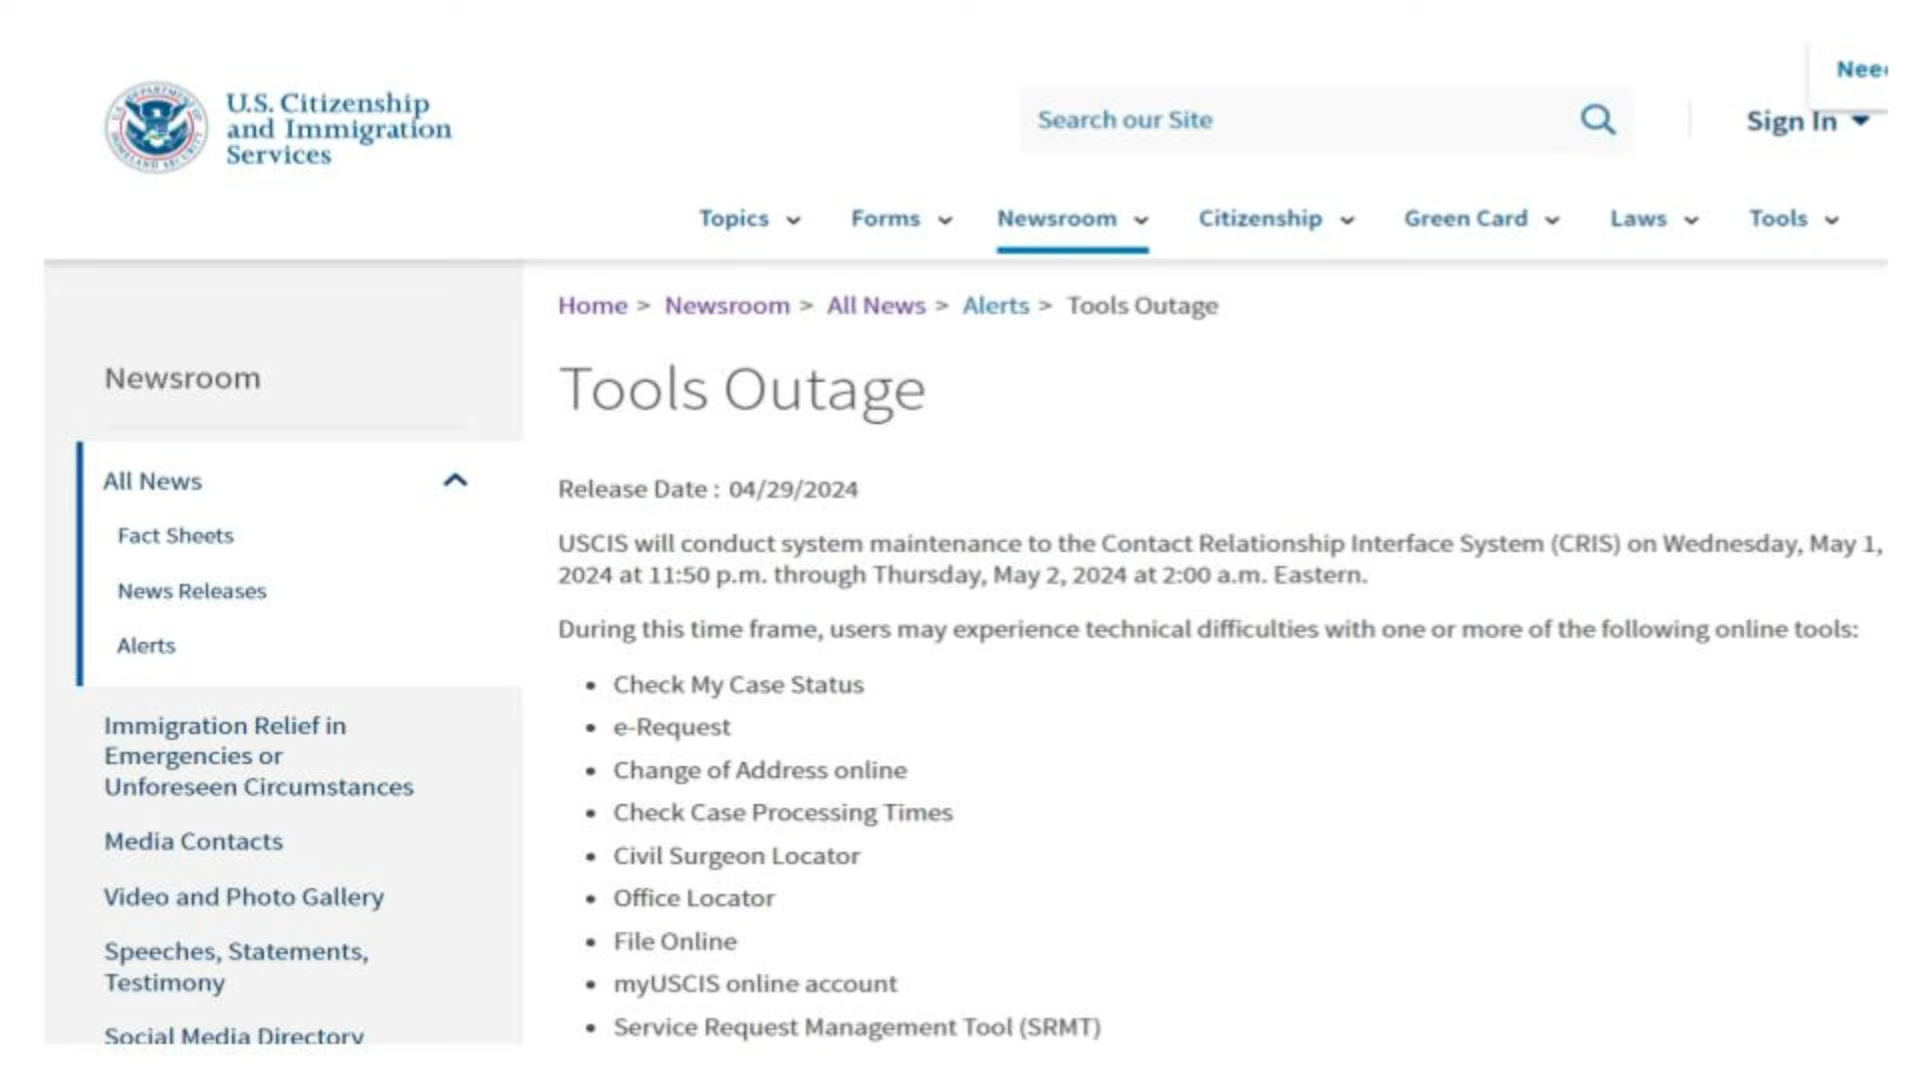 U.S. Citizenship
and Immigration
Services
Search our Site
Sign In
Topics
Forms
Newsroom
Citizenship
Green Card
Laws
Tools
Home > Newsroom > All News > Alerts > Tools Outage
Newsroom
All News
Fact Sheets
News Releases
Alerts
Immigration Relief in
Emergencies or
Unforeseen Circumstances
Media Contacts
Video and Photo Gallery
Speeches, Statements,
Testimony
Social Media Directory
Tools Outage
Release Date : 04/29/2024
USCIS will conduct system maintenance to the Contact Relationship Interface System (CRIS) on Wednesday, May 1,
2024 at 11:50 p.m. through Thursday, May 2, 2024 at 2:00 a.m. Eastern.
During this time frame, users may experience technical difficulties with one or more of the following online tools:
• Check My Case Status
• e-Request
• Change of Address online
• Check Case Processing Times
• Civil Surgeon Locator
• Office Locator
• File Online
• myUSCIS online account
• Service Request Management Tool (SRMT)